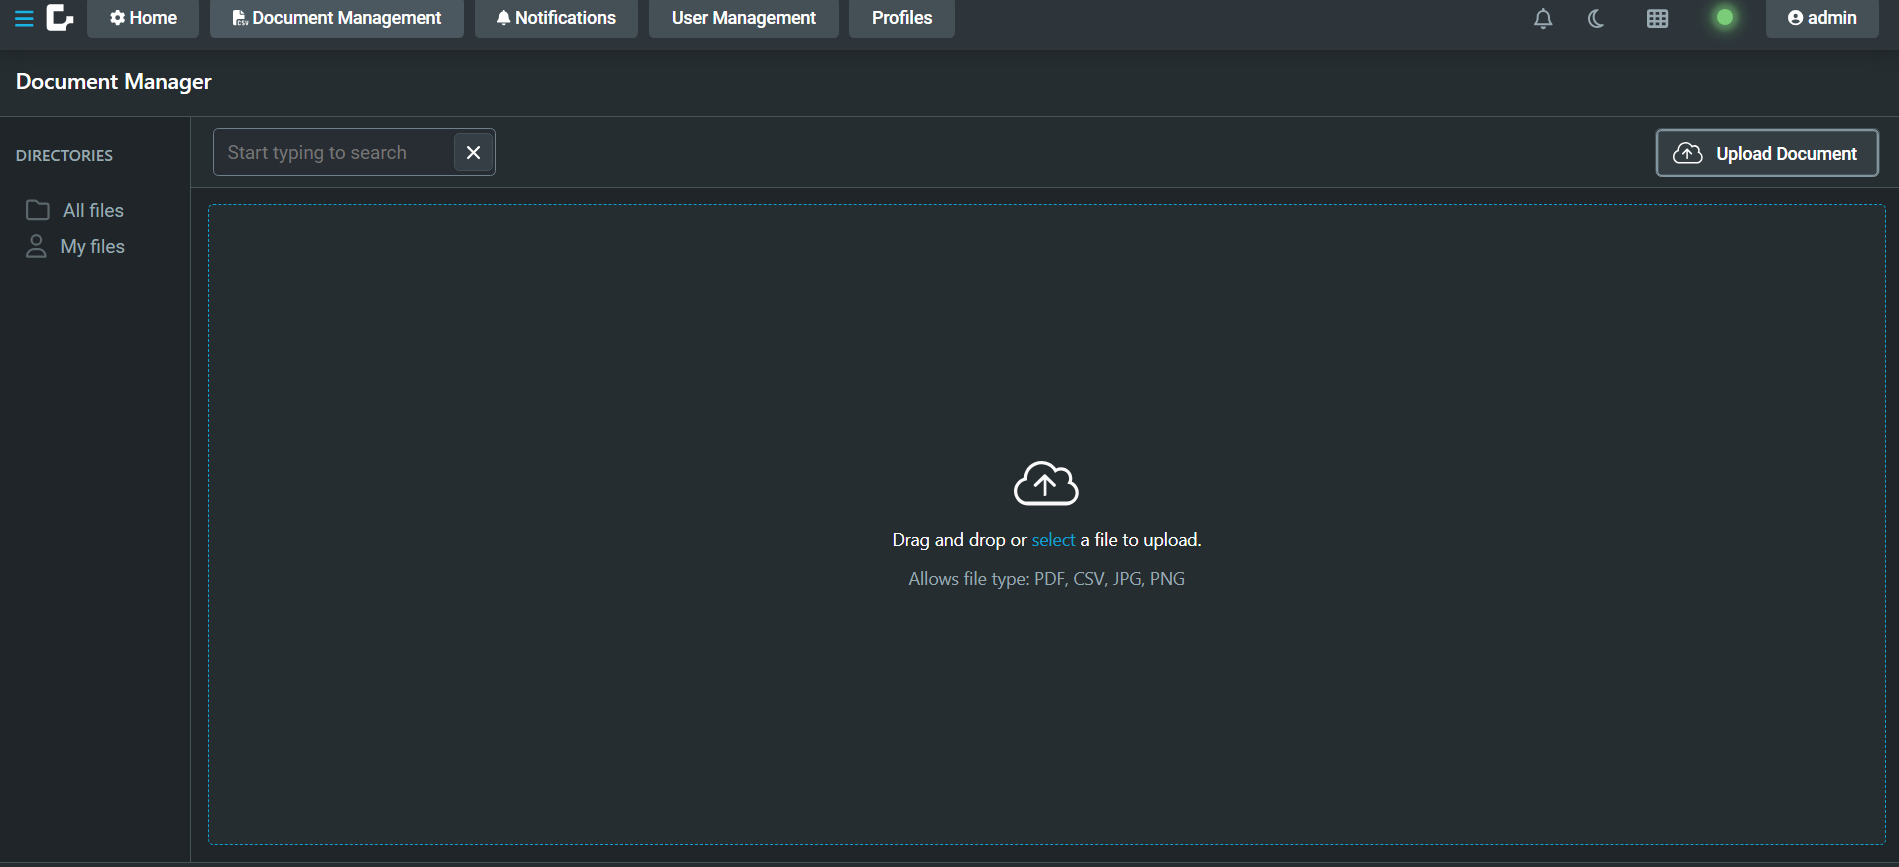 Home
Document Management
Notifications
User Management
Profiles
admin
Document Manager
DIRECTORIES
All files
My files
Start typing to search
Upload Document
Drag and drop or select a file to upload.
Allows file type: PDF, CSV, JPG, PNG